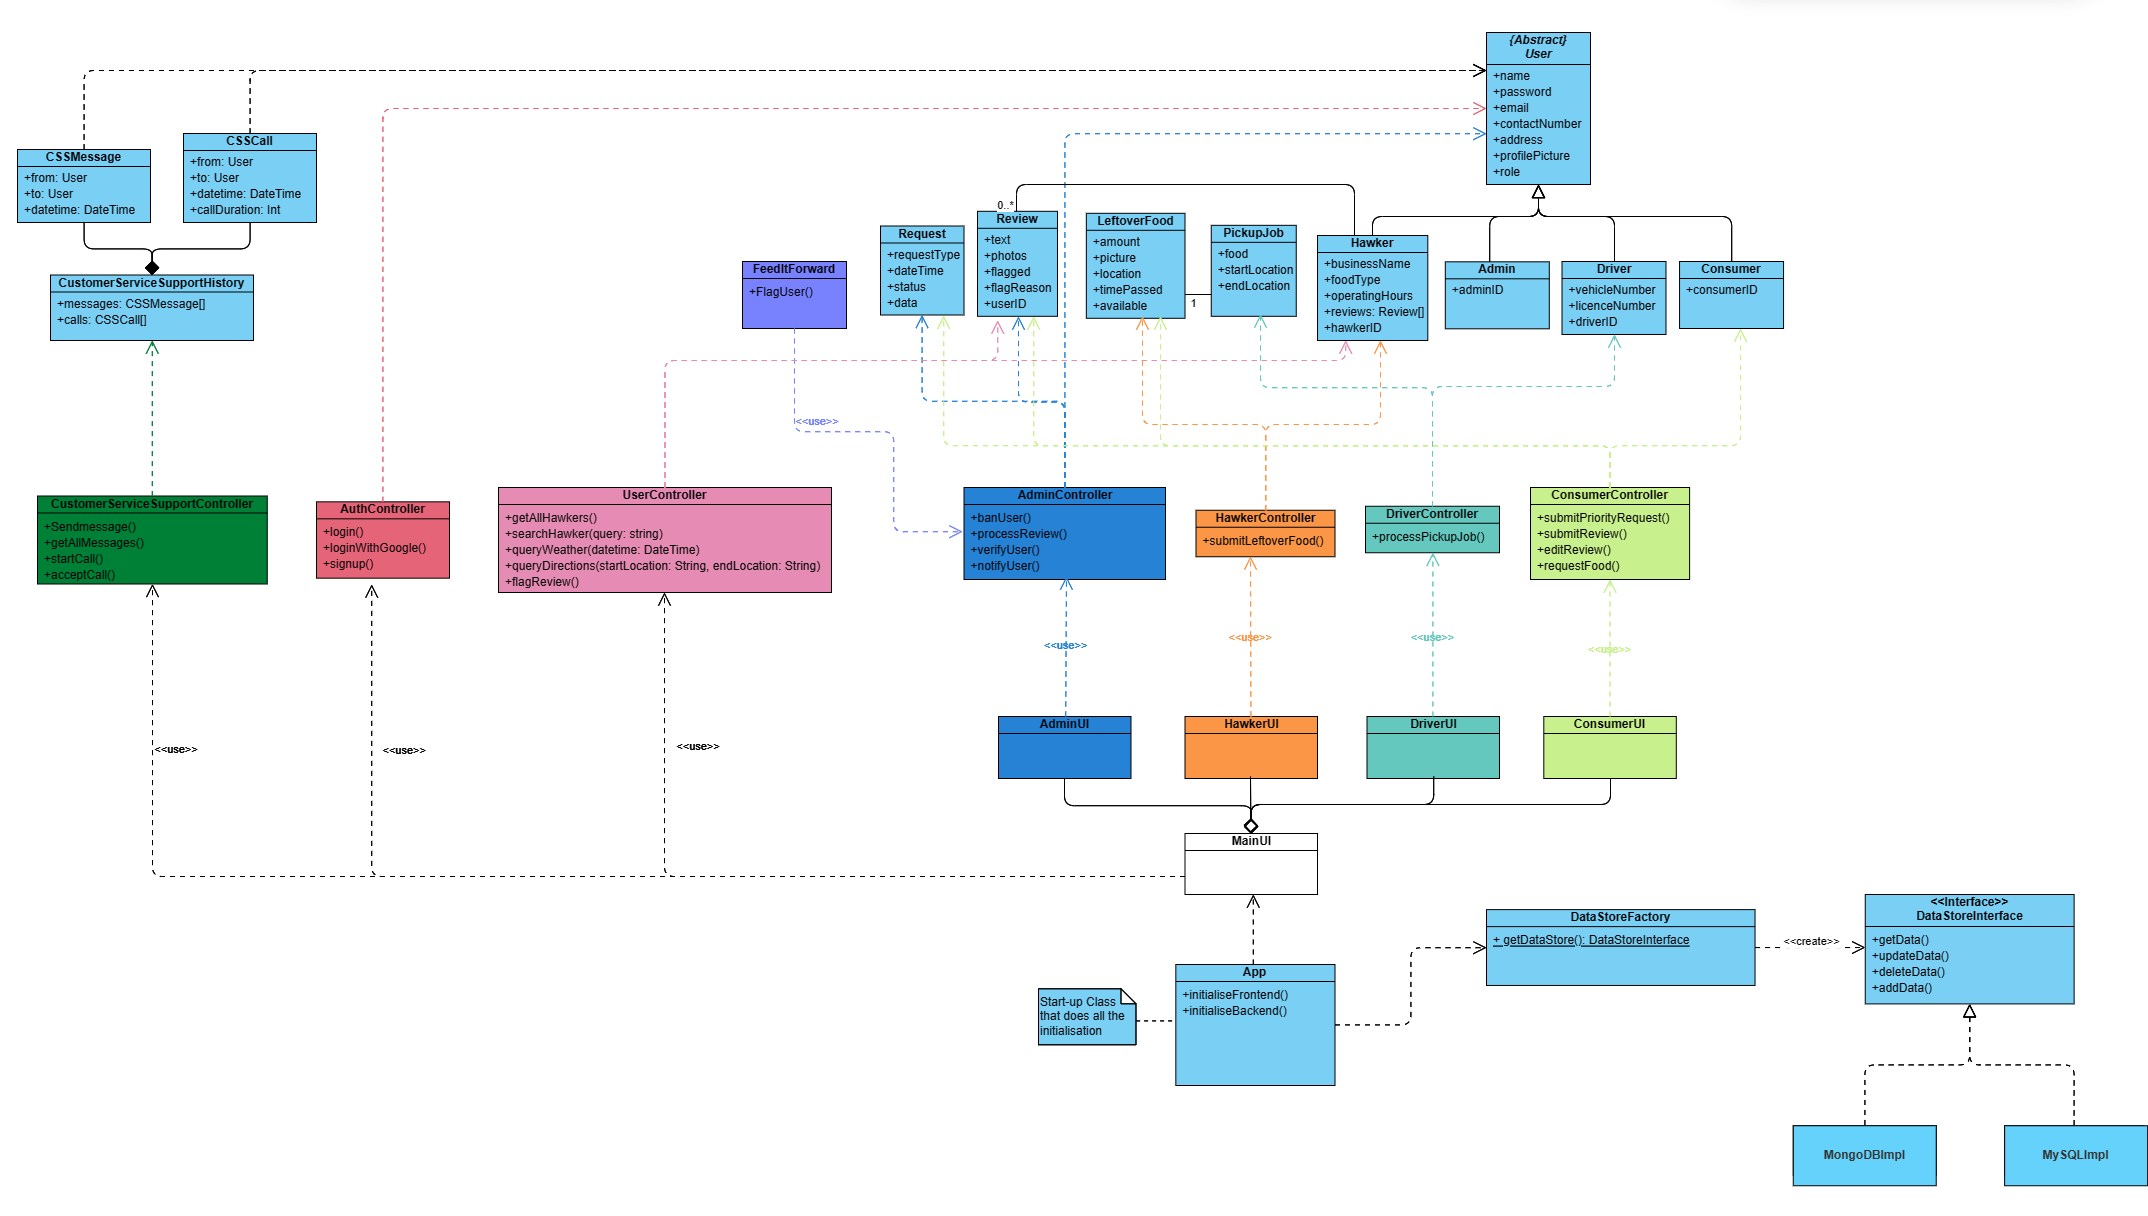 {Abstract}
User
+name
+password
+email
+contactNumber
+address
+profilePicture
+role
CSSMessage
+from: User
+to: User
+datetime: DateTime
CSSCall
+from: User
+to: User
+datetime: DateTime
+callDuration: Int
CustomerServiceSupportHistory
+messages: CSSMessage[]
+calls: CSSCall[]
FeedItForward
+FlagUser()
Request
+requestType
+dateTime
+status
+data
0..*
Review
+text
+photos
+flagged
+flagReason
+userID
LeftoverFood
+amount
+picture
+location
+timePassed
+available
1
PickupJob
+food
+startLocation
+endLocation
Hawker
+businessName
+foodType
+operatingHours
+reviews: Review[]
+hawkerID
Admin
+adminID
Driver
+vehicleNumber
+licenceNumber
+driverID
Consumer
+consumerID
<<use>>
CustomerServiceSupportController
+Sendmessage()
+getAllMessages()
+startCall()
+acceptCall()
AuthController
+login()
+loginWithGoogle()
+signup()
UserController
+getAllHawkers()
+searchHawker(query: string)
+queryWeather(datetime: DateTime)
+queryDirections(startLocation: String, endLocation: String)
+flagReview()
AdminController
+banUser()
+processReview()
+verifyUser()
+notifyUser()
HawkerController
+submitLeftoverFood()
DriverController
+processPickupJob()
ConsumerController
+submitPriorityRequest()
+submitReview()
+editReview()
+requestFood()
<<use>>
<<use>>
<<use>>
<<use>>
AdminUI
HawkerUI
DriverUI
ConsumerUI
<<use>>
<<use>>
<<use>>
MainUI
Start-up Class
that does all the
initialisation
App
+initialiseFrontend()
+initialiseBackend()
DataStoreFactory
+ getDataStore(): DataStoreInterface
<<create>>
<<Interface>>
DataStoreInterface
+getData()
+updateData()
+deleteData()
+addData()
MongoDBImpl
MySQLImpl